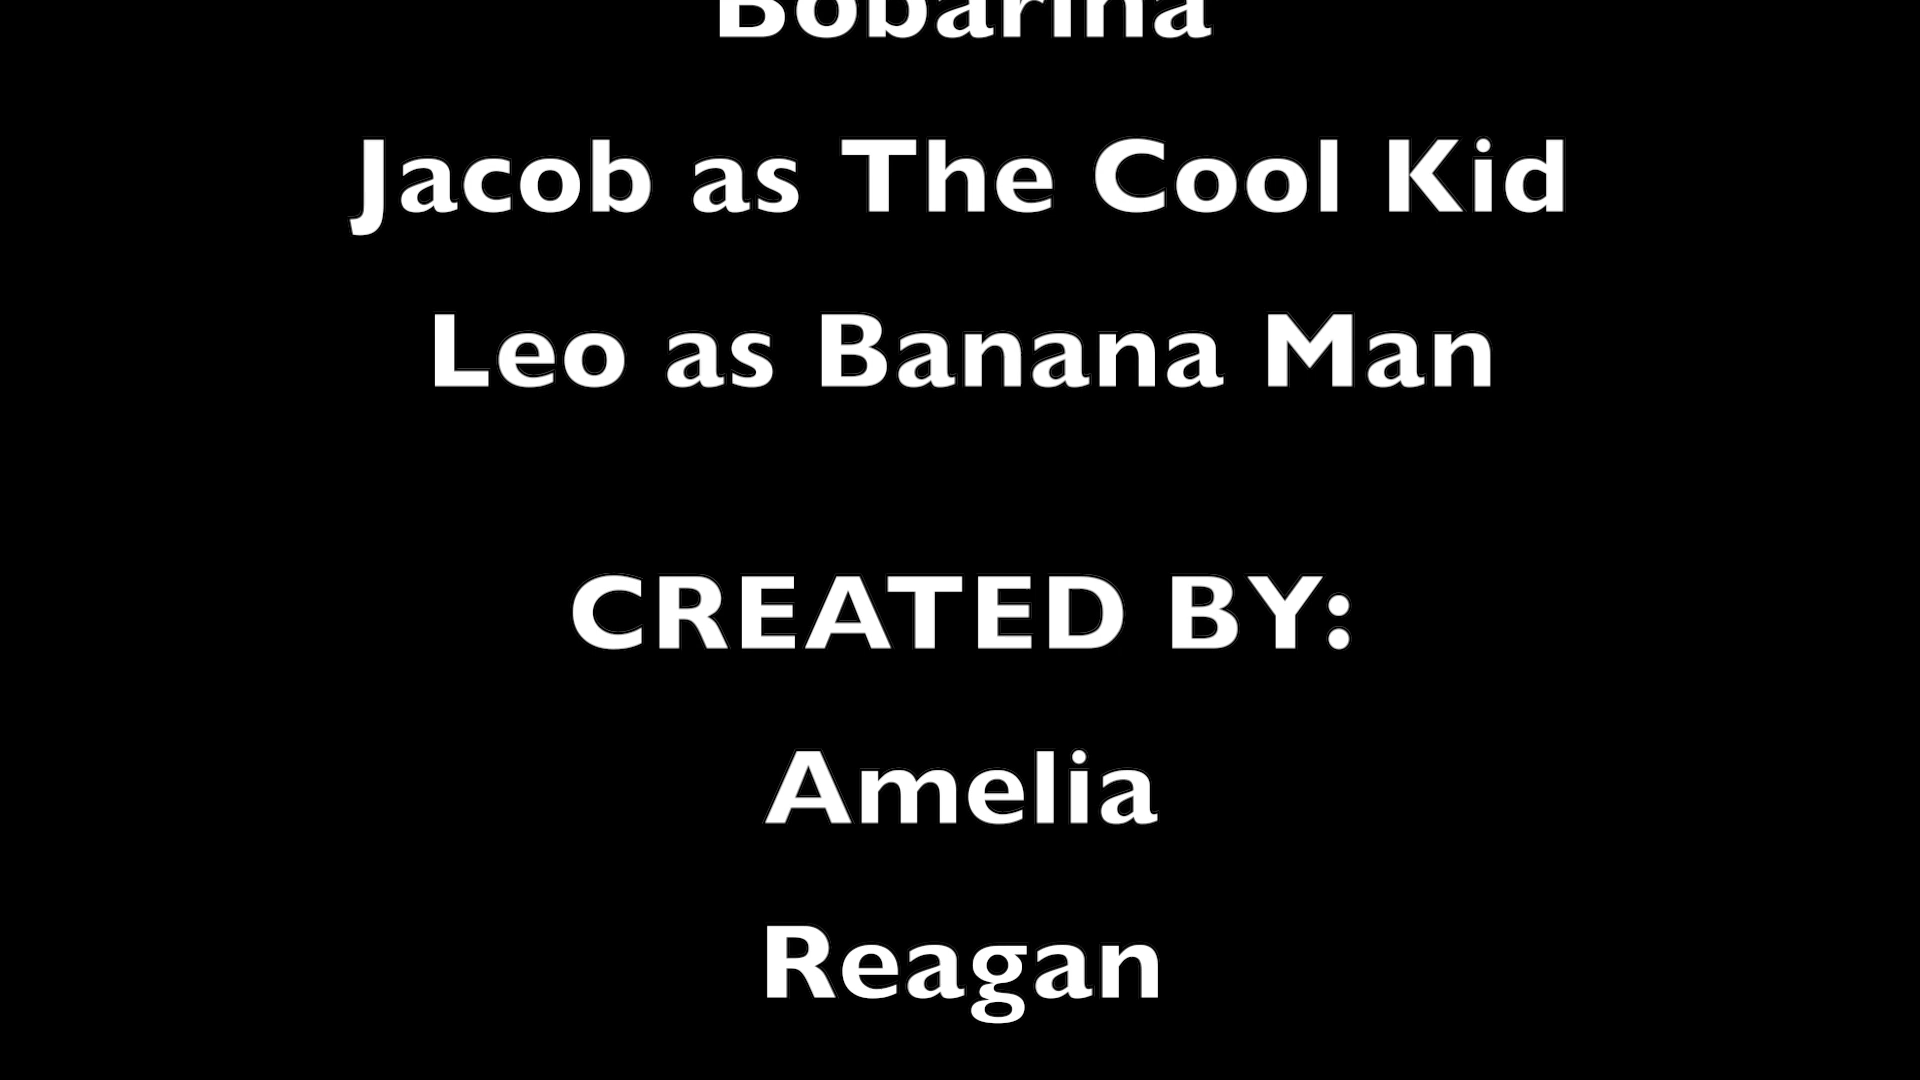 Bobarina
Jacob as The Cool Kid
Leo as Banana Man
CREATED BY:
Amelia
Reagan